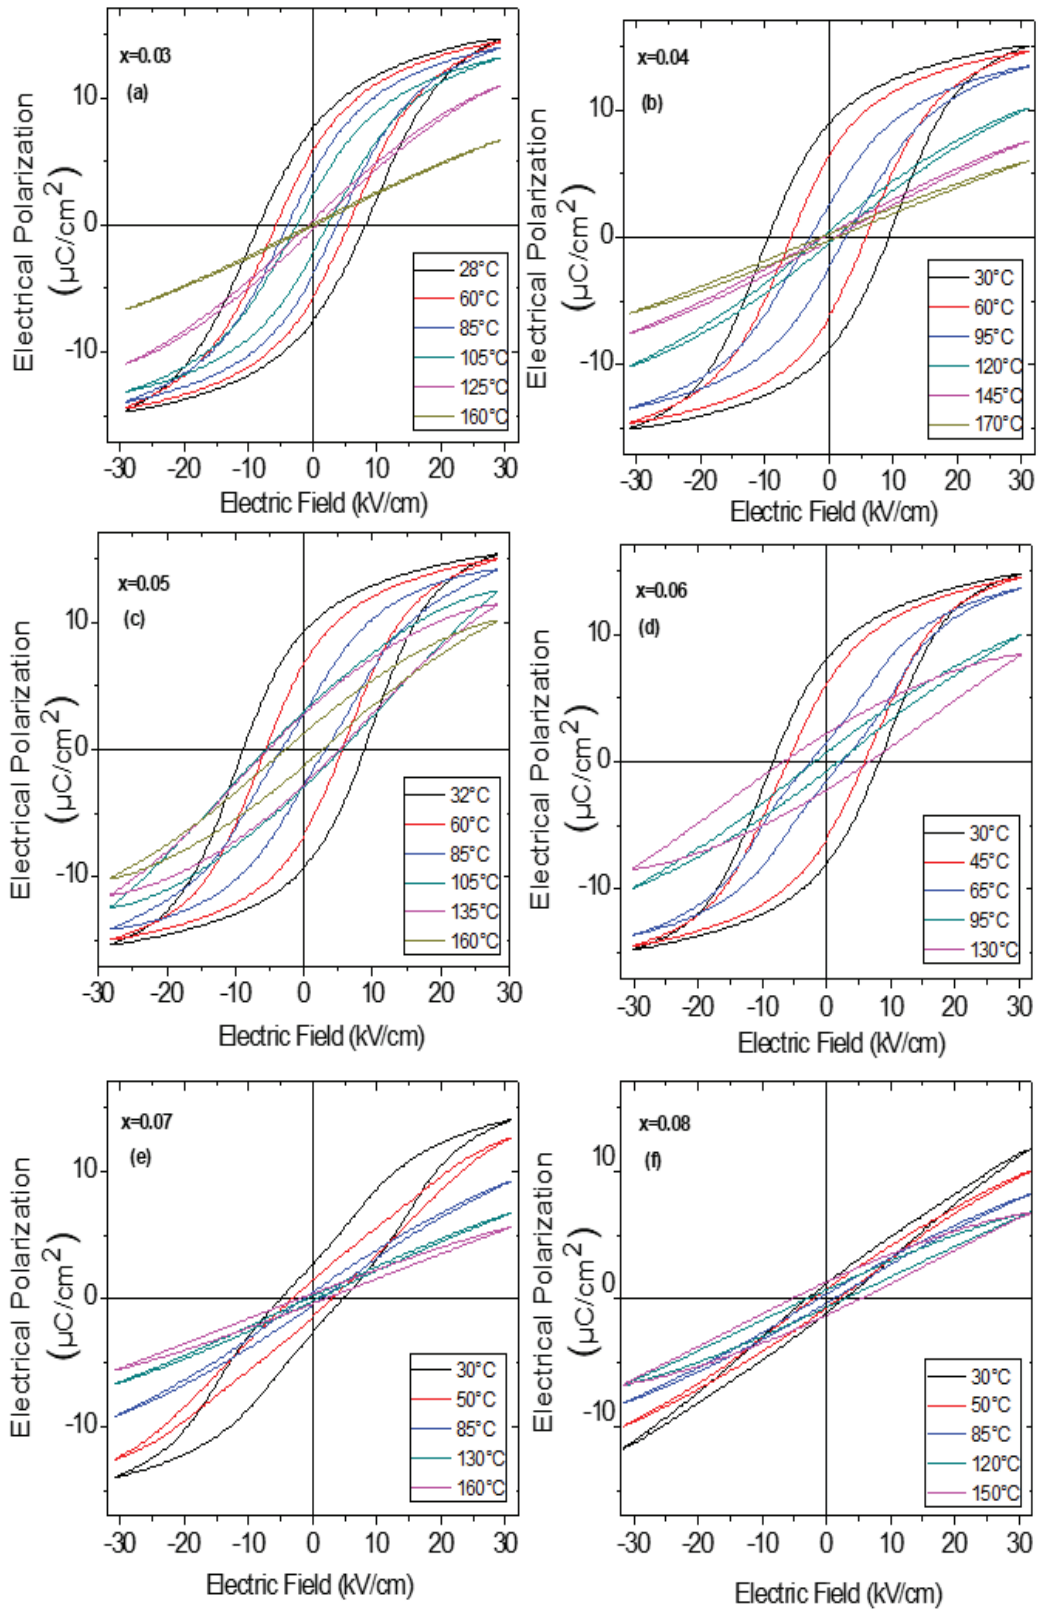 x=0.03
(a)
Electrical Polarization
(µC/cm²)
10
0
-10
28°C
60°C
85°C
105°C
125°C
160°C
-30 -20 -10 0 10 20 30
Electric Field (kV/cm)
x=0.04
(b)
Electrical Polarization
(µC/cm²)
10
0
-10
30°C
60°C
95°C
120°C
145°C
170°C
-30 -20 -10 0 10 20 30
Electric Field (kV/cm)
x=0.05
(c)
Electrical Polarization
(µC/cm²)
10
0
-10
32°C
60°C
85°C
105°C
135°C
160°C
-30 -20 -10 0 10 20 30
Electric Field (kV/cm)
x=0.06
(d)
Electrical Polarization
(µC/cm²)
10
0
-10
30°C
45°C
65°C
95°C
130°C
-30 -20 -10 0 10 20 30
Electric Field (kV/cm)
x=0.07
(e)
Electrical Polarization
(µC/cm²)
10
0
-10
30°C
50°C
85°C
130°C
160°C
-30 -20 -10 0 10 20 30
Electric Field (kV/cm)
x=0.08
(f)
Electrical Polarization
(µC/cm²)
10
0
-10
30°C
50°C
85°C
120°C
150°C
-30 -20 -10 0 10 20 30
Electric Field (kV/cm)